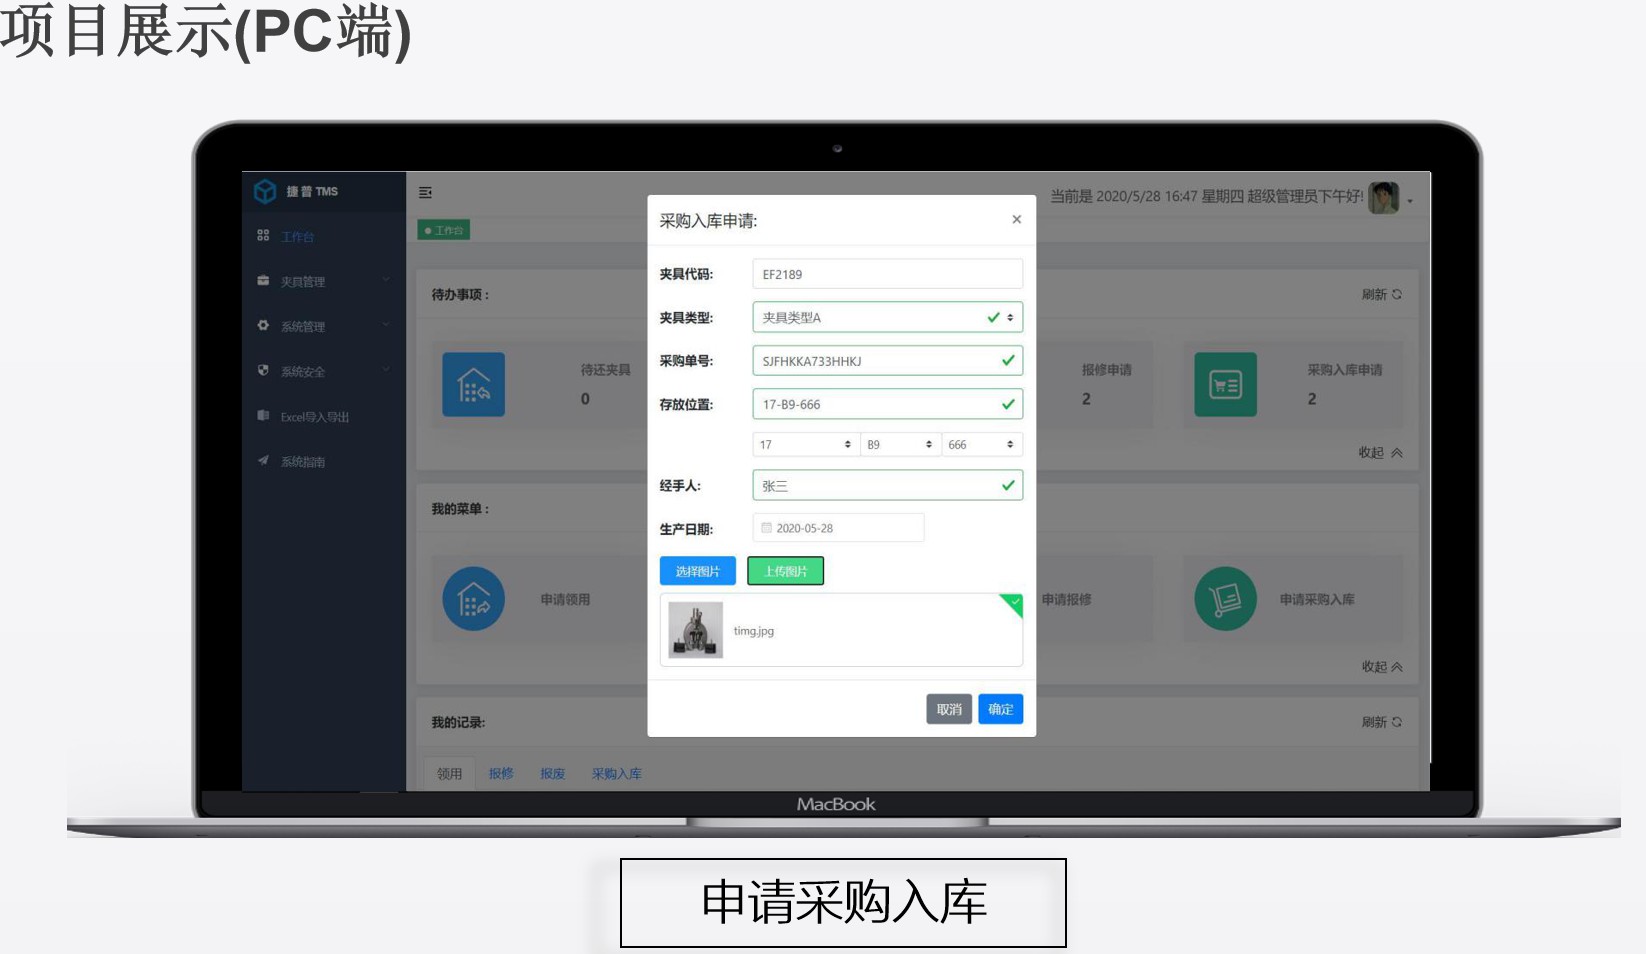 项目展示(PC端)
捷普TMS
当前是 2020/5/28 16:47 星期四 超级管理员下午好!
工作台
工作台
夹具管理
系统管理
系统安全
Excel导入导出
系统指南
待办事项：
刷新
待还夹具
0
报修申请
2
采购入库申请
2
收起
我的菜单：
申请领用
申请报修
申请采购入库
收起
我的记录:
刷新
领用 报修 报废 采购入库
采购入库申请:
×
夹具代码: EF2189
夹具类型: 夹具类型A
采购单号: SJFHKKA733HHKJ
存放位置: 17-B9-666
17 B9 666
经手人: 张三
生产日期: 2020-05-28
选择图片 上传图片
timg.jpg
取消 确定
MacBook
申请采购入库